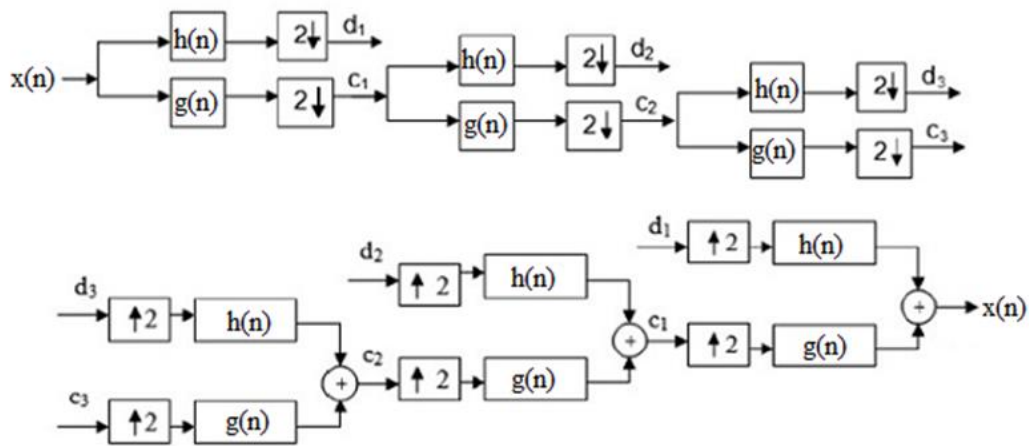 h(n) 2↓ d₁
x(n)
g(n) 2↓ c₁
h(n) 2↓ d₂
g(n) 2↓ c₂
h(n) 2↓ d₃
g(n) 2↓ c₃
d₁ ↑2 h(n)
d₂ ↑2 h(n)
d₃ ↑2 h(n)
+ x(n)
+ c₁ ↑2 g(n)
+ c₂ ↑2 g(n)
c₃ ↑2 g(n)